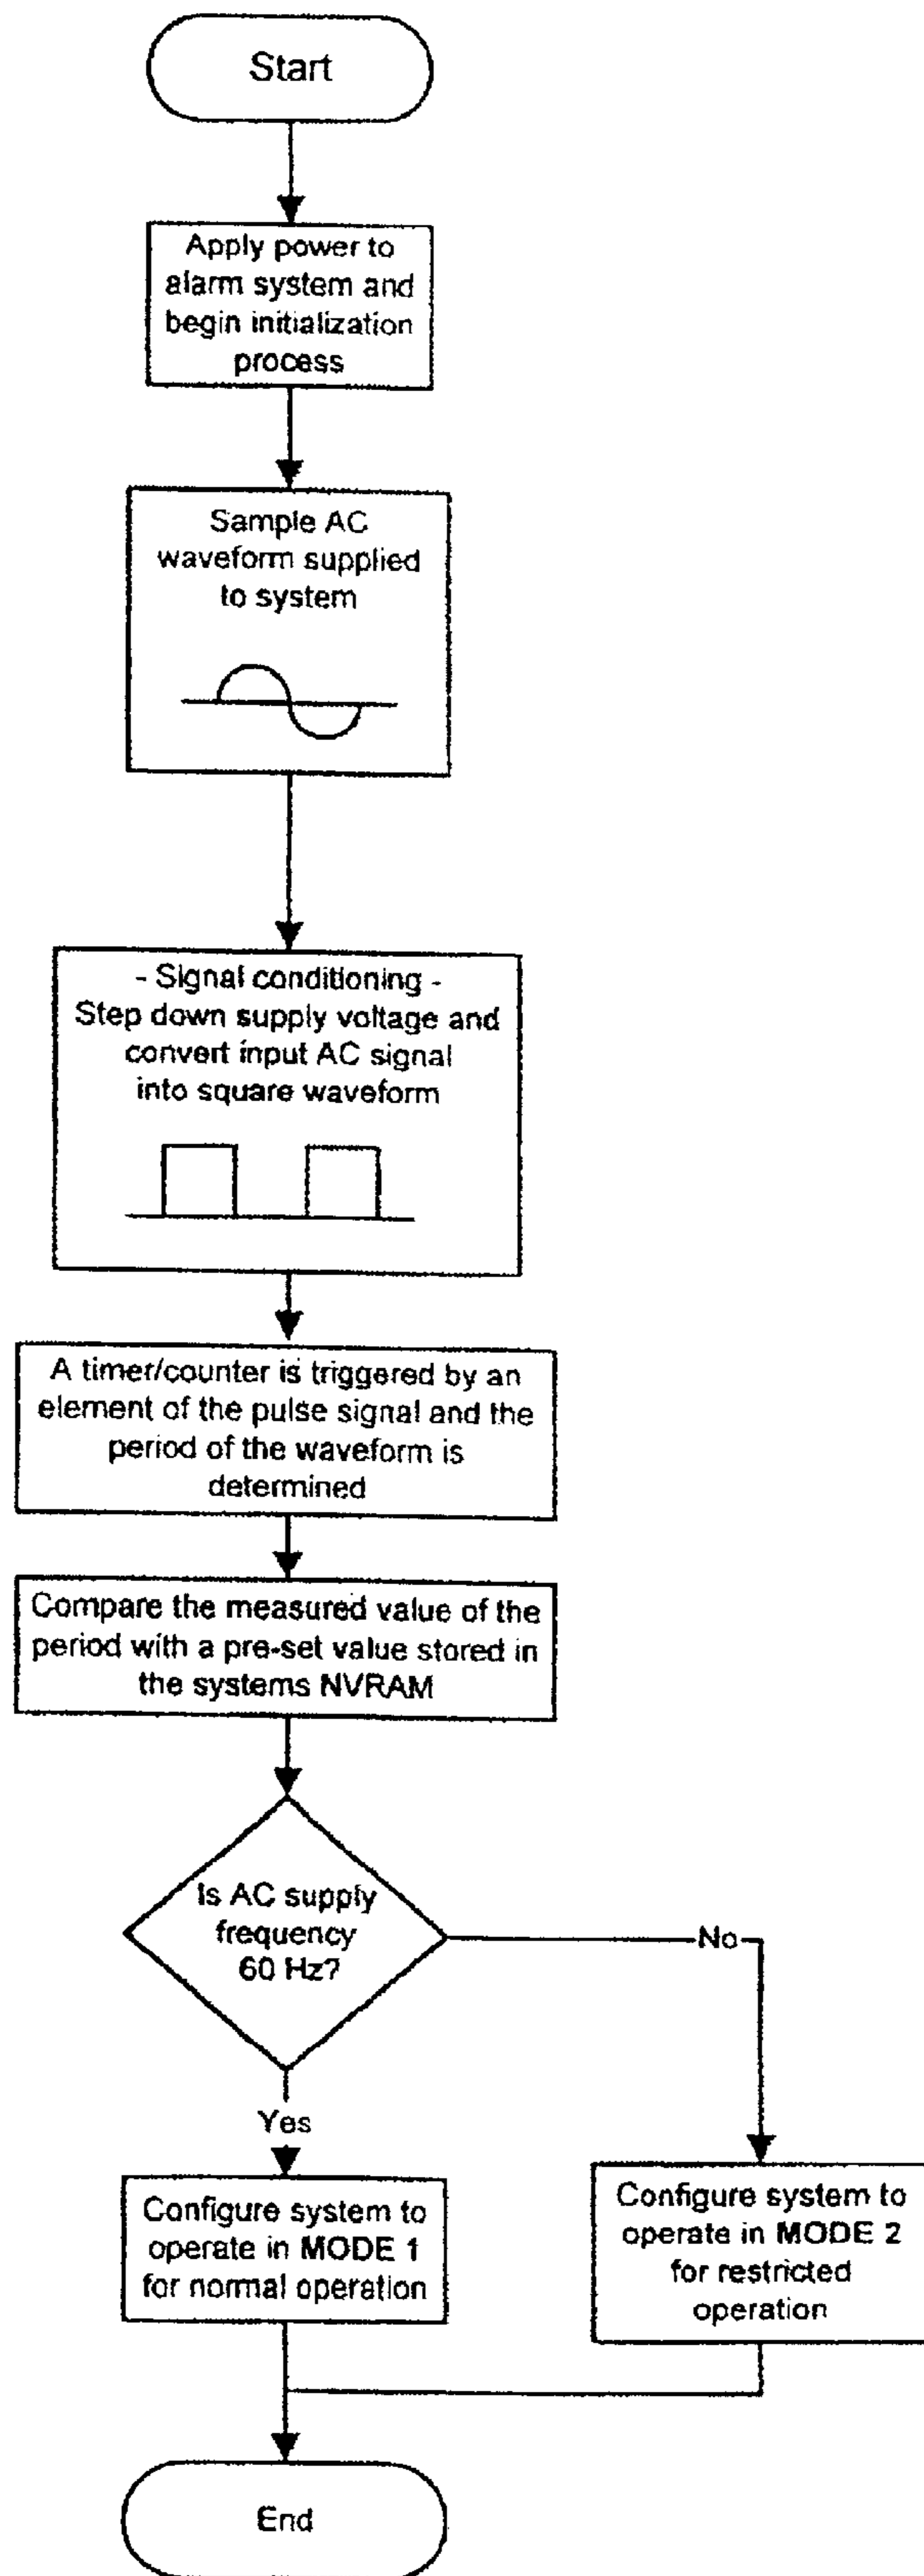 Start
Apply power to
alarm system and
begin initialization
process
Sample AC
waveform supplied
to system
- Signal conditioning -
Step down supply voltage and
convert input AC signal
into square waveform
A timer/counter is triggered by an
element of the pulse signal and the
period of the waveform is
determined
Compare the measured value of the
period with a pre-set value stored in
the systems NVRAM
Is AC supply
frequency
60 Hz?
No
Yes
Configure system to
operate in MODE 1
for normal operation
Configure system to
operate in MODE 2
for restricted
operation
End